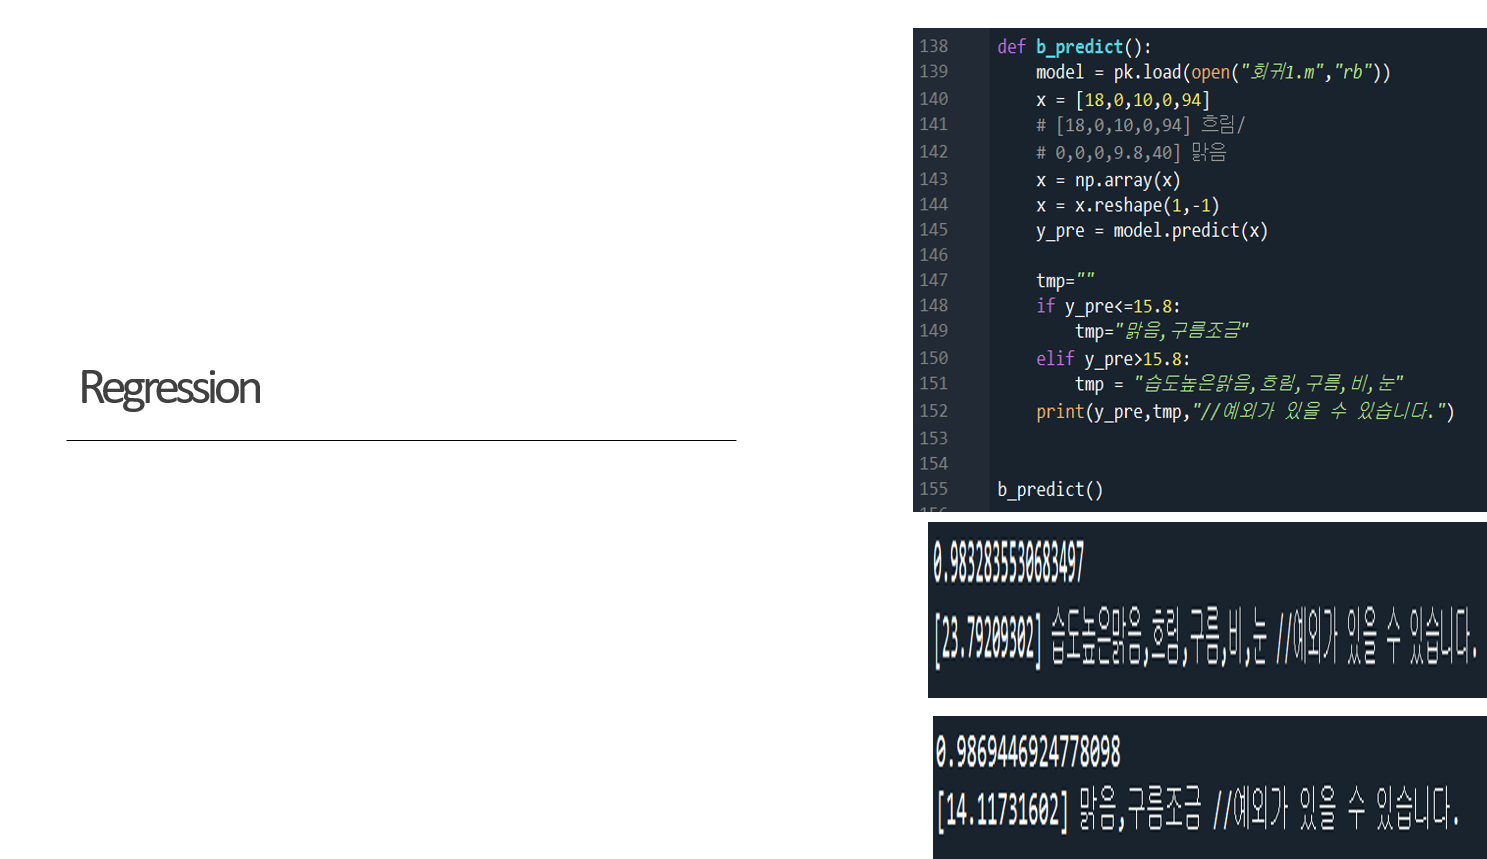 Regression
138 def b_predict():
139 model = pk.load(open("회귀1.m","rb"))
140 x = [18,0,10,0,94]
141 # [18,0,10,0,94] 흐림/
142 # 0,0,0,9.8,40] 맑음
143 x = np.array(x)
144 x = x.reshape(1,-1)
145 y_pre = model.predict(x)
146
147 tmp=""
148 if y_pre<=15.8:
149 tmp="맑음,구름조금"
150 elif y_pre>15.8:
151 tmp = "습도높은맑음,흐림,구름,비,눈"
152 print(y_pre,tmp,"//예외가 있을 수 있습니다.")
153
154
155 b_predict()
0.9832835530683497
[23.79209302] 습도높은맑음,흐림,구름,비,눈 //예외가 있을 수 있습니다.
0.9869446924778098
[14.11731602] 맑음,구름조금 //예외가 있을 수 있습니다.